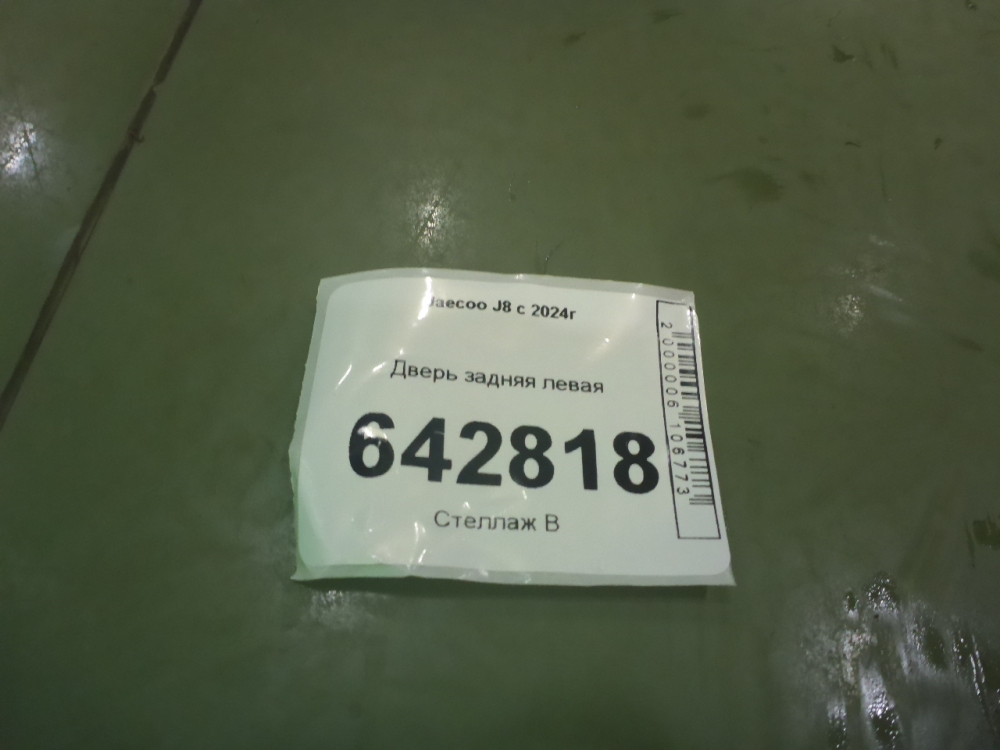 Jaecoo J8 с 2024г
Дверь задняя левая
642818
Стеллаж В
2000006106773